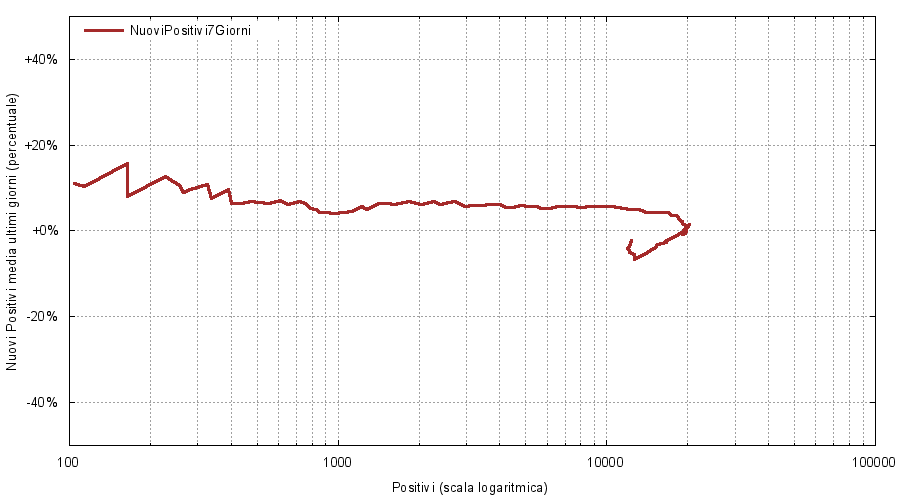 NuoviPositivi7Giorni
+40%
+20%
+0%
-20%
-40%
Nuovi Positivi media ultimi giorni (percentuale)
100 1000 10000 100000
Positivi (scala logaritmica)